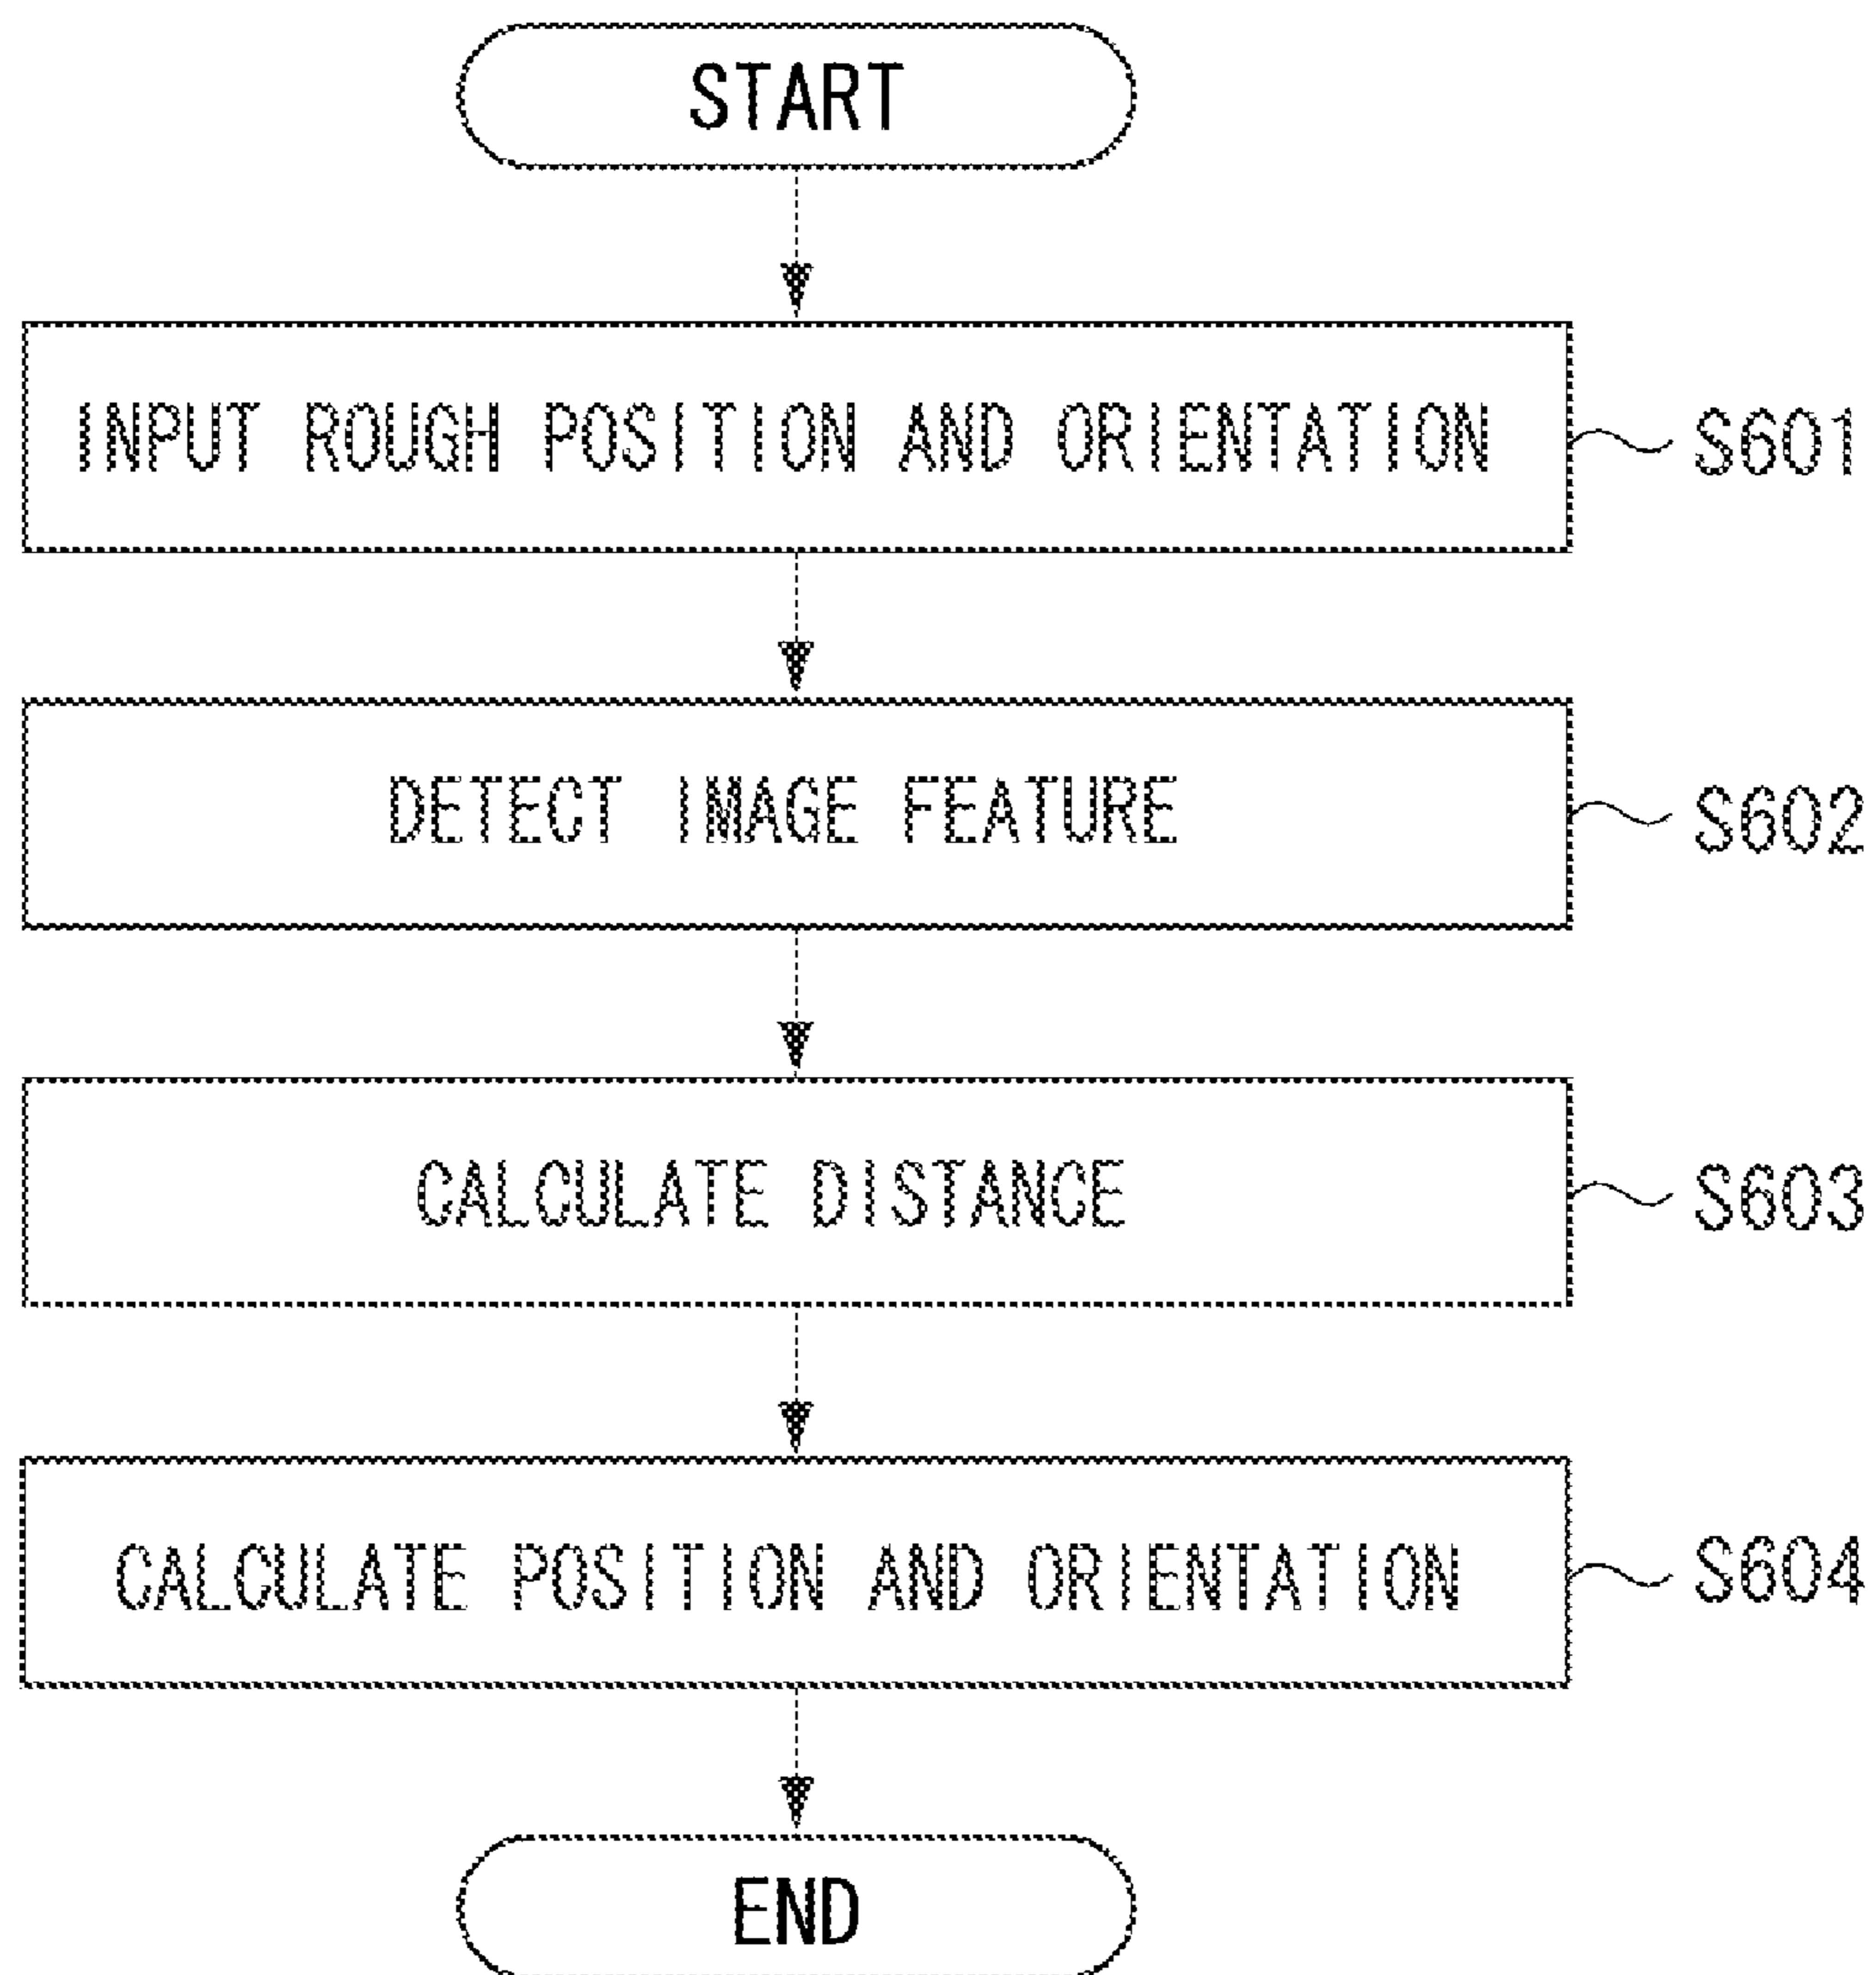 START
INPUT ROUGH POSITION AND ORIENTATION
S601
DETECT IMAGE FEATURE
S602
CALCULATE DISTANCE
S603
CALCULATE POSITION AND ORIENTATION
S604
END